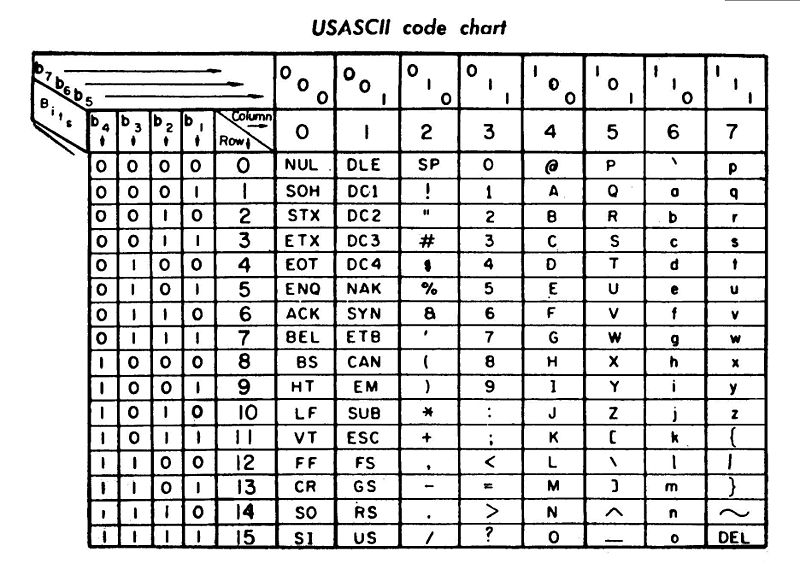 USASCII code chart
b7 b6 b5 0 0 0 0 0 1 0 1 0 0 1 1 1 0 0 1 0 1 1 1 0 1 1 1
Bits b4 b3 b2 b1 Column Row 0 1 2 3 4 5 6 7
0 0 0 0 0 NUL DLE SP 0 @ P ` p
0 0 0 1 1 SOH DC1 ! 1 A Q a q
0 0 1 0 2 STX DC2 " 2 B R b r
0 0 1 1 3 ETX DC3 # 3 C S c s
0 1 0 0 4 EOT DC4 $ 4 D T d t
0 1 0 1 5 ENQ NAK % 5 E U e u
0 1 1 0 6 ACK SYN & 6 F V f v
0 1 1 1 7 BEL ETB ' 7 G W g w
1 0 0 0 8 BS CAN ( 8 H X h x
1 0 0 1 9 HT EM ) 9 I Y i y
1 0 1 0 10 LF SUB * : J Z j z
1 0 1 1 11 VT ESC + ; K [ k {
1 1 0 0 12 FF FS , < L \ l |
1 1 0 1 13 CR GS - = M ] m }
1 1 1 0 14 SO RS . > N ^ n ~
1 1 1 1 15 SI US / ? O _ o DEL